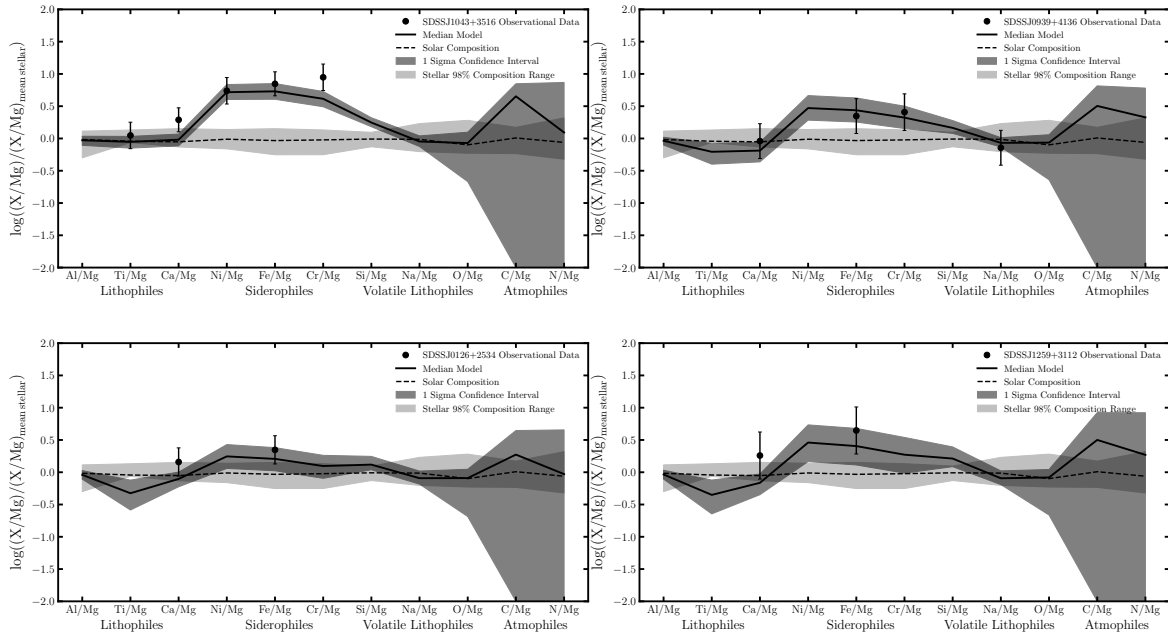 SDSSJ1043+3516 Observational Data
Median Model
Solar Composition
1 Sigma Confidence Interval
Stellar 98% Composition Range
log((X/Mg)/(X/Mg)mean stellar)
2.0
1.5
1.0
0.5
0.0
−0.5
−1.0
−1.5
−2.0
Al/Mg Ti/Mg Ca/Mg Ni/Mg Fe/Mg Cr/Mg Si/Mg Na/Mg O/Mg C/Mg N/Mg
Lithophiles Siderophiles Volatile Lithophiles Atmophiles
SDSSJ0939+4136 Observational Data
Median Model
Solar Composition
1 Sigma Confidence Interval
Stellar 98% Composition Range
log((X/Mg)/(X/Mg)mean stellar)
2.0
1.5
1.0
0.5
0.0
−0.5
−1.0
−1.5
−2.0
Al/Mg Ti/Mg Ca/Mg Ni/Mg Fe/Mg Cr/Mg Si/Mg Na/Mg O/Mg C/Mg N/Mg
Lithophiles Siderophiles Volatile Lithophiles Atmophiles
SDSSJ0126+2534 Observational Data
Median Model
Solar Composition
1 Sigma Confidence Interval
Stellar 98% Composition Range
log((X/Mg)/(X/Mg)mean stellar)
2.0
1.5
1.0
0.5
0.0
−0.5
−1.0
−1.5
−2.0
Al/Mg Ti/Mg Ca/Mg Ni/Mg Fe/Mg Cr/Mg Si/Mg Na/Mg O/Mg C/Mg N/Mg
Lithophiles Siderophiles Volatile Lithophiles Atmophiles
SDSSJ1259+3112 Observational Data
Median Model
Solar Composition
1 Sigma Confidence Interval
Stellar 98% Composition Range
log((X/Mg)/(X/Mg)mean stellar)
2.0
1.5
1.0
0.5
0.0
−0.5
−1.0
−1.5
−2.0
Al/Mg Ti/Mg Ca/Mg Ni/Mg Fe/Mg Cr/Mg Si/Mg Na/Mg O/Mg C/Mg N/Mg
Lithophiles Siderophiles Volatile Lithophiles Atmophiles